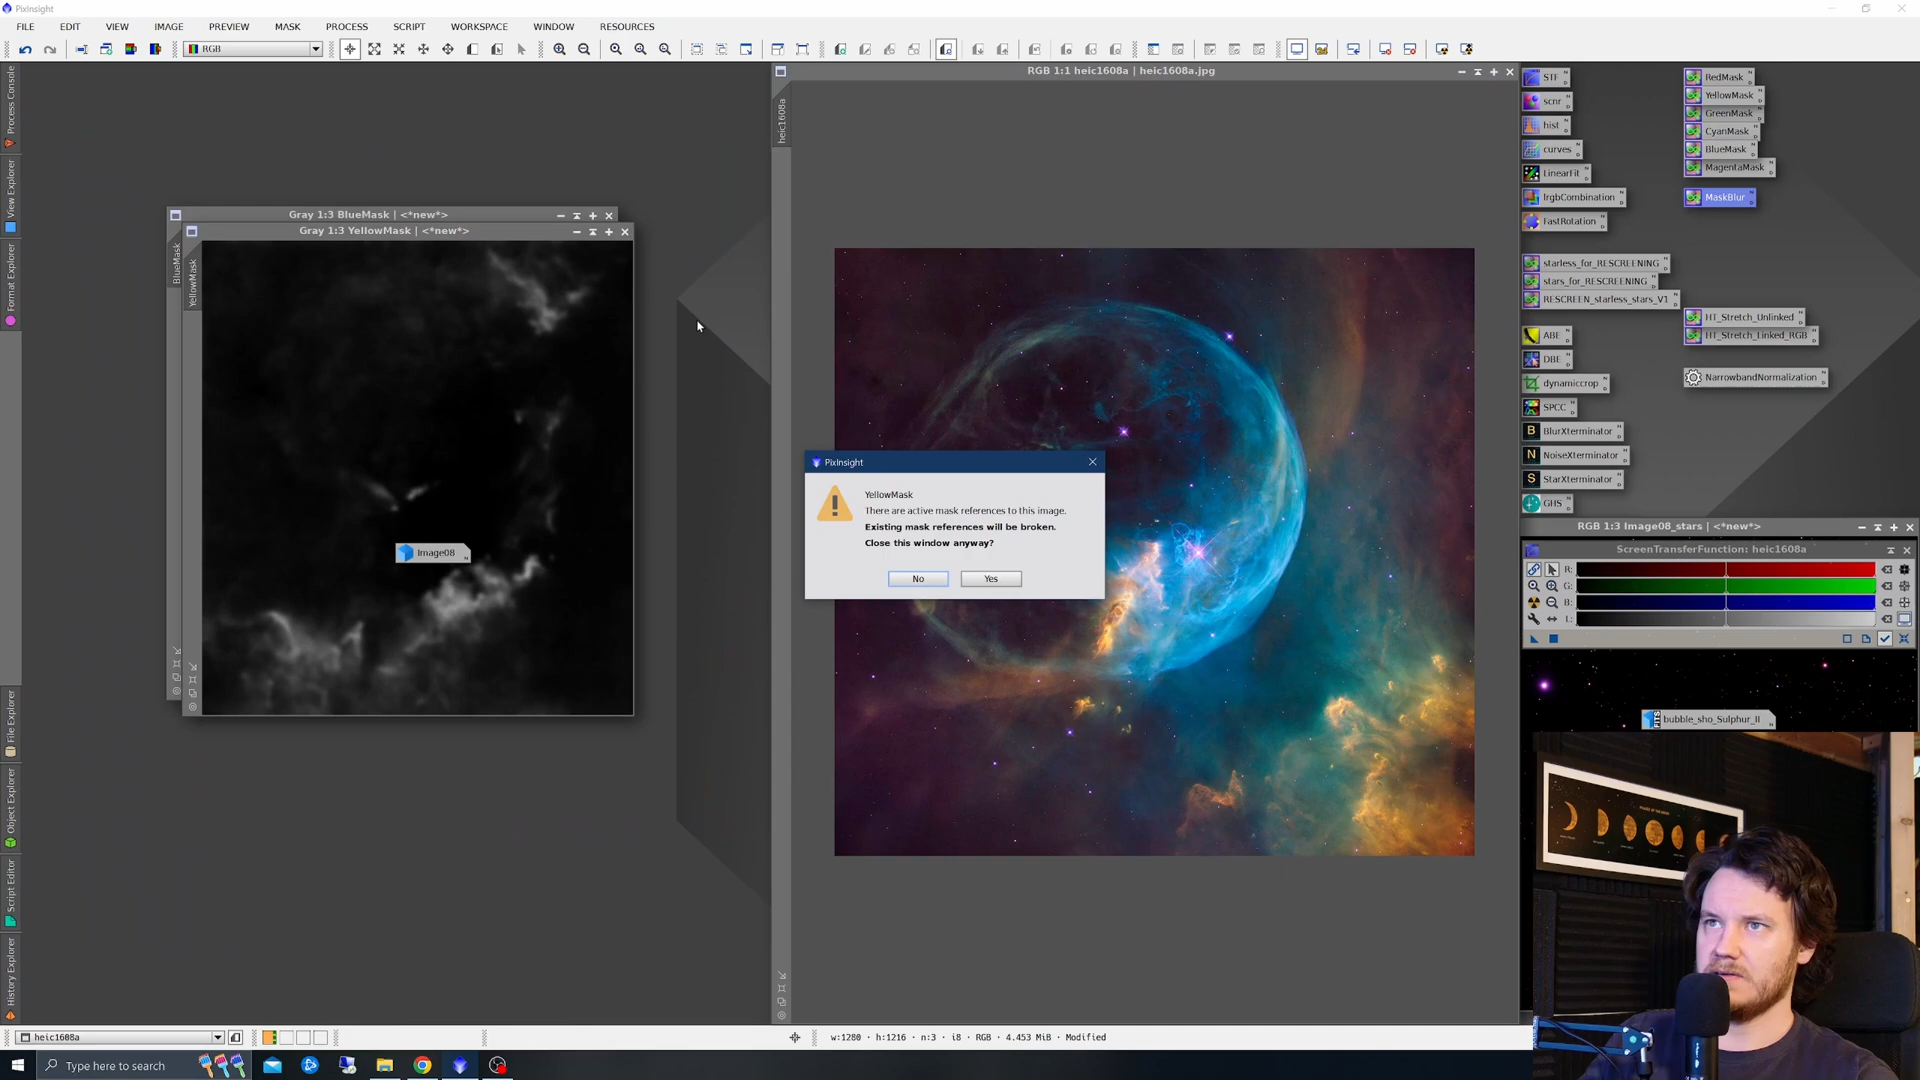 PixInsight
FILE EDIT VIEW IMAGE PREVIEW MASK PROCESS SCRIPT WORKSPACE WINDOW RESOURCES
RGB
RGB 1:1 heic1608a | heic1608a.jpg
Process Console
View Explorer
Format Explorer
File Explorer
Object Explorer
Script Editor
History Explorer
Gray 1:3 BlueMask | <*new*>
Gray 1:3 YellowMask | <*new*>
BlueMask
YellowMask
Image08
heic1608a
PixInsight
YellowMask
There are active mask references to this image.
Existing mask references will be broken.
Close this window anyway?
No
Yes
STF
scnr
hist
curves
LinearFit
lrgbCombination
FastRotation
starless_for_RESCREENING
stars_for_RESCREENING
RESCREEN_starless_stars_V1
ABE
DBE
dynamiccrop
SPCC
B BlurXterminator
N NoiseXterminator
S StarXterminator
GHS
RedMask
YellowMask
GreenMask
CyanMask
BlueMask
MagentaMask
MaskBlur
HT_Stretch_Unlinked
HT_Stretch_Linked_RGB
NarrowbandNormalization
RGB 1:3 Image08_stars | <*new*>
ScreenTransferFunction: heic1608a
R:
G:
B:
L:
FITS
bubble_sho_Sulphur_II
heic1608a
w:1280 · h:1216 · n:3 · i8 · RGB · 4.453 MiB · Modified
Type here to search